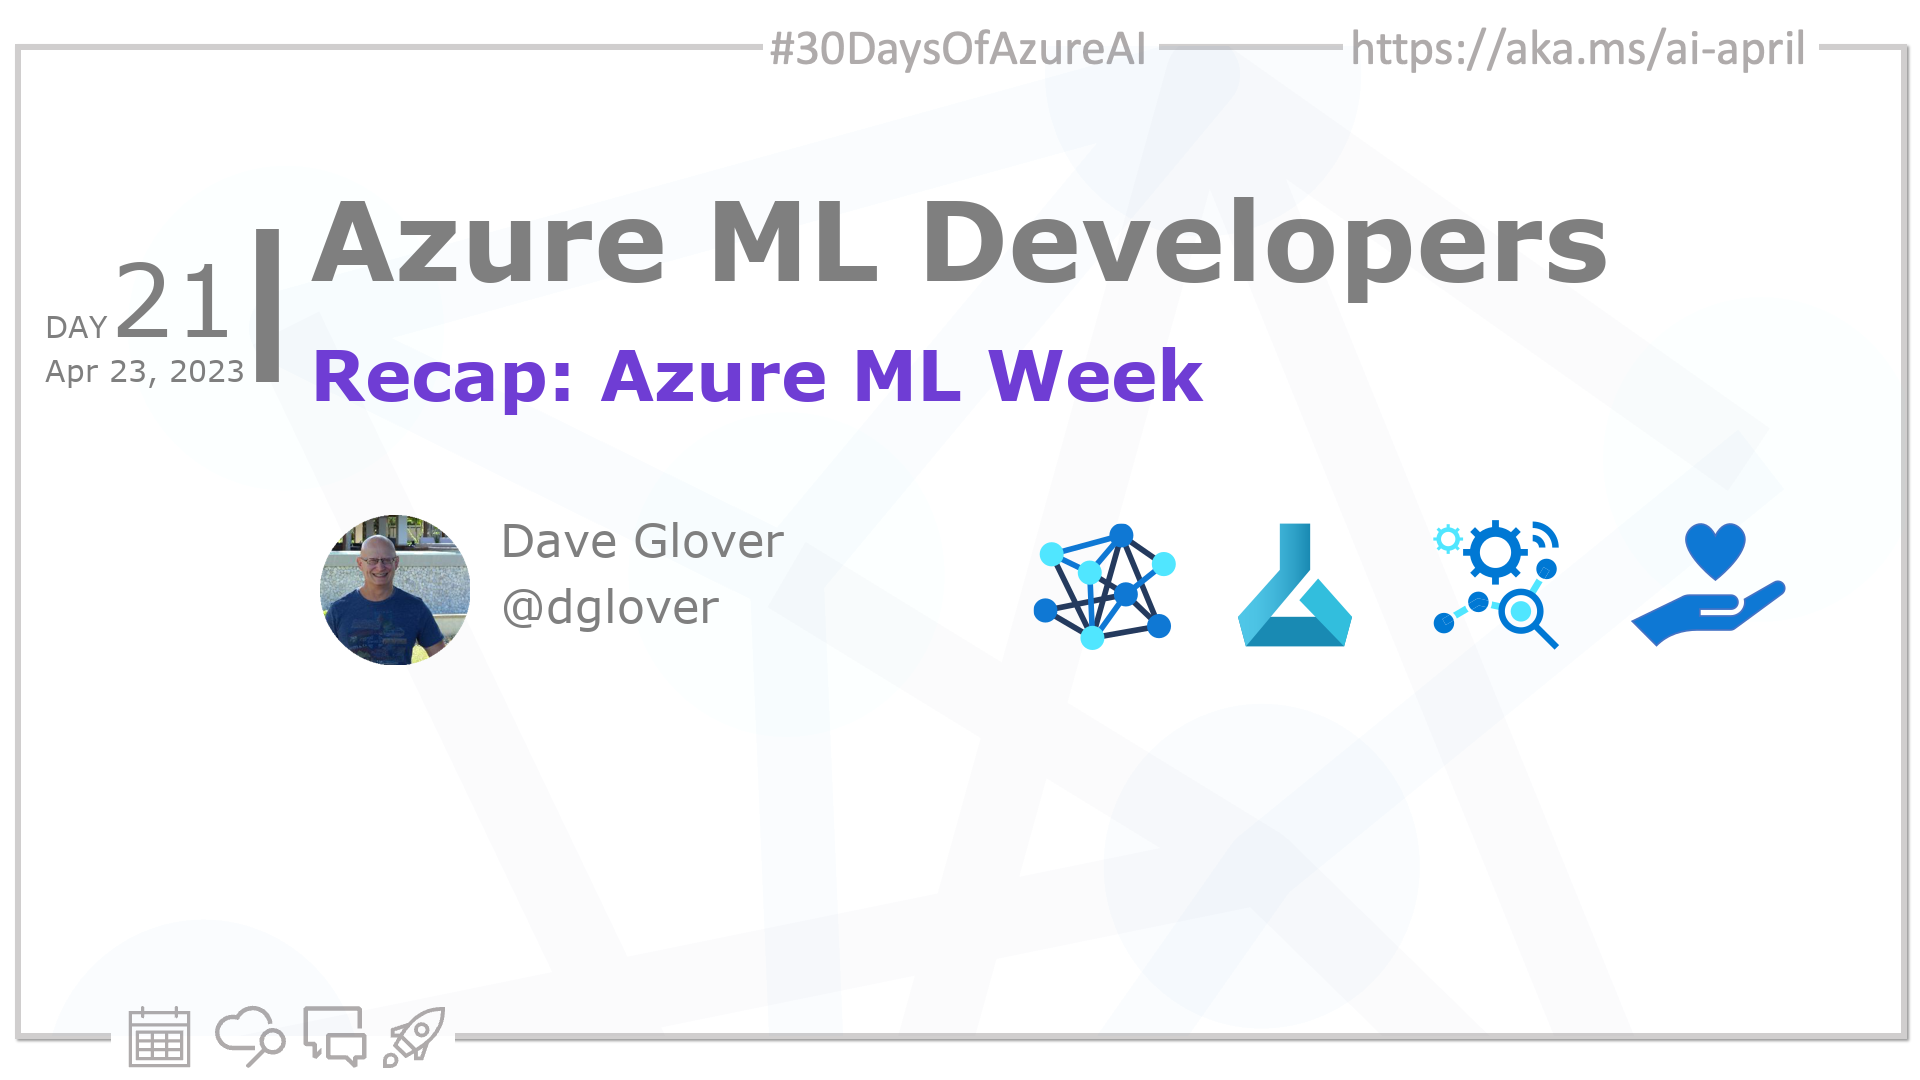 #30DaysOfAzureAI
https://aka.ms/ai-april
Azure ML Developers
DAY 21
Apr 23, 2023
Recap: Azure ML Week
Dave Glover
@dglover